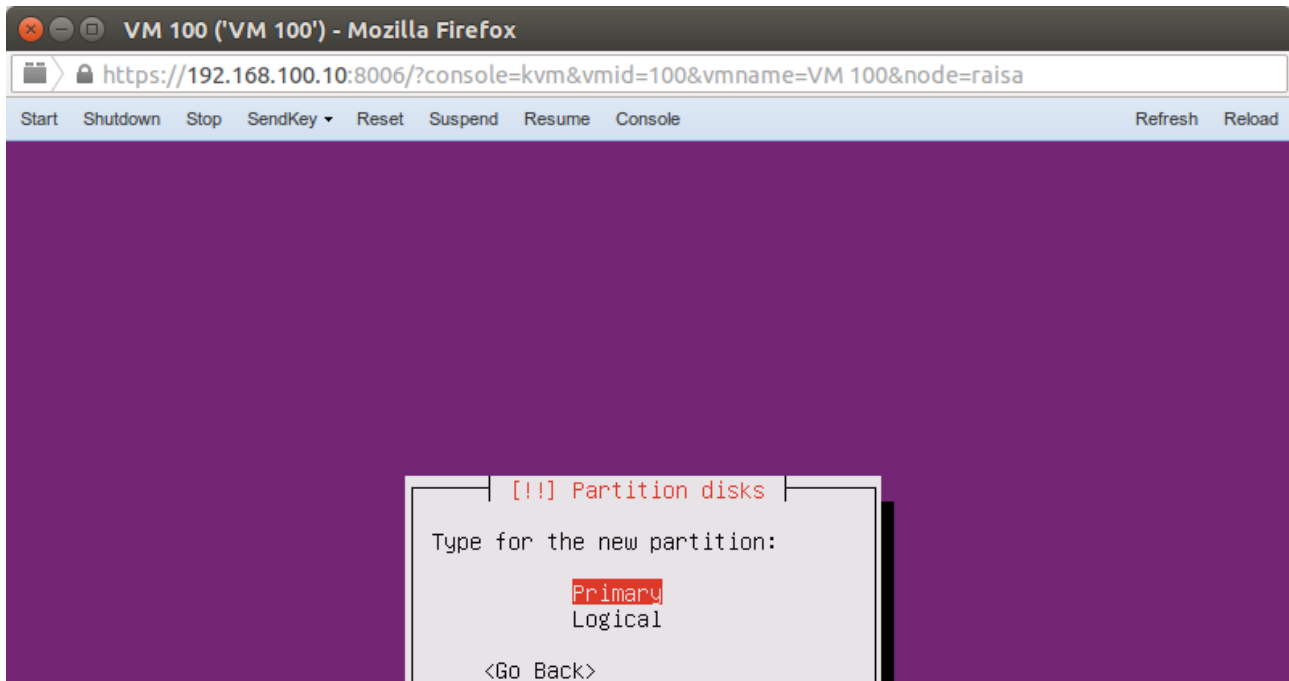 VM 100 ('VM 100') - Mozilla Firefox
https://192.168.100.10:8006/?console=kvm&vmid=100&vmname=VM 100&node=raisa
Start Shutdown Stop SendKey Reset Suspend Resume Console Refresh Reload
[!!] Partition disks
Type for the new partition:
Primary
Logical
<Go Back>